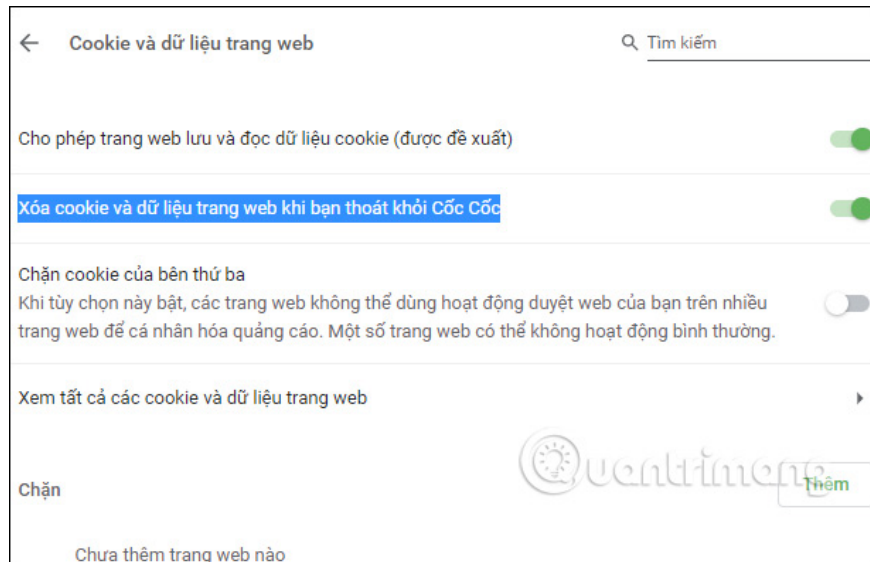 Cookie và dữ liệu trang web
Tìm kiếm
Cho phép trang web lưu và đọc dữ liệu cookie (được đề xuất)
Xóa cookie và dữ liệu trang web khi bạn thoát khỏi Cốc Cốc
Chặn cookie của bên thứ ba
Khi tùy chọn này bật, các trang web không thể dùng hoạt động duyệt web của bạn trên nhiều
trang web để cá nhân hóa quảng cáo. Một số trang web có thể không hoạt động bình thường.
Xem tất cả các cookie và dữ liệu trang web
Quantrimang
Chặn
Thêm
Chưa thêm trang web nào